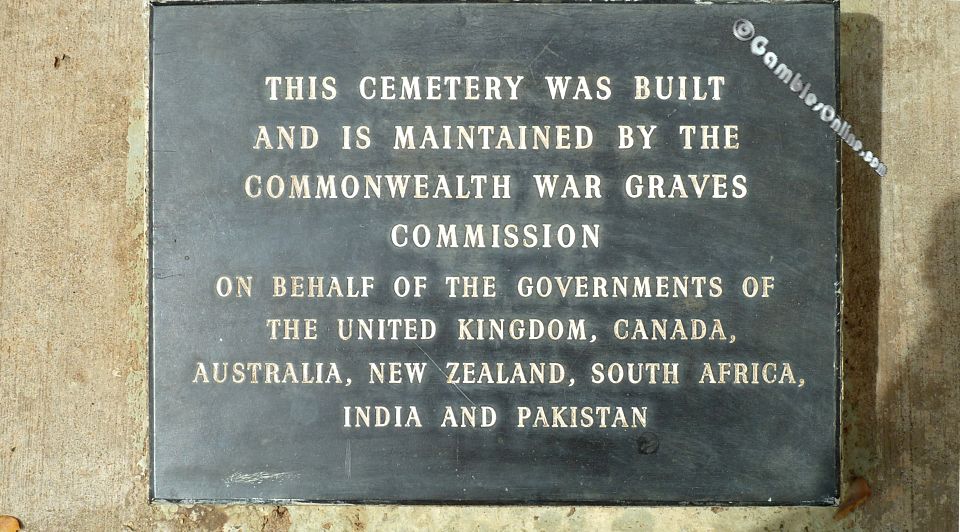 THIS CEMETERY WAS BUILT
AND IS MAINTAINED BY THE
COMMONWEALTH WAR GRAVES
COMMISSION
ON BEHALF OF THE GOVERNMENTS OF
THE UNITED KINGDOM, CANADA,
AUSTRALIA, NEW ZEALAND, SOUTH AFRICA,
INDIA AND PAKISTAN
©GamblesOnline.com